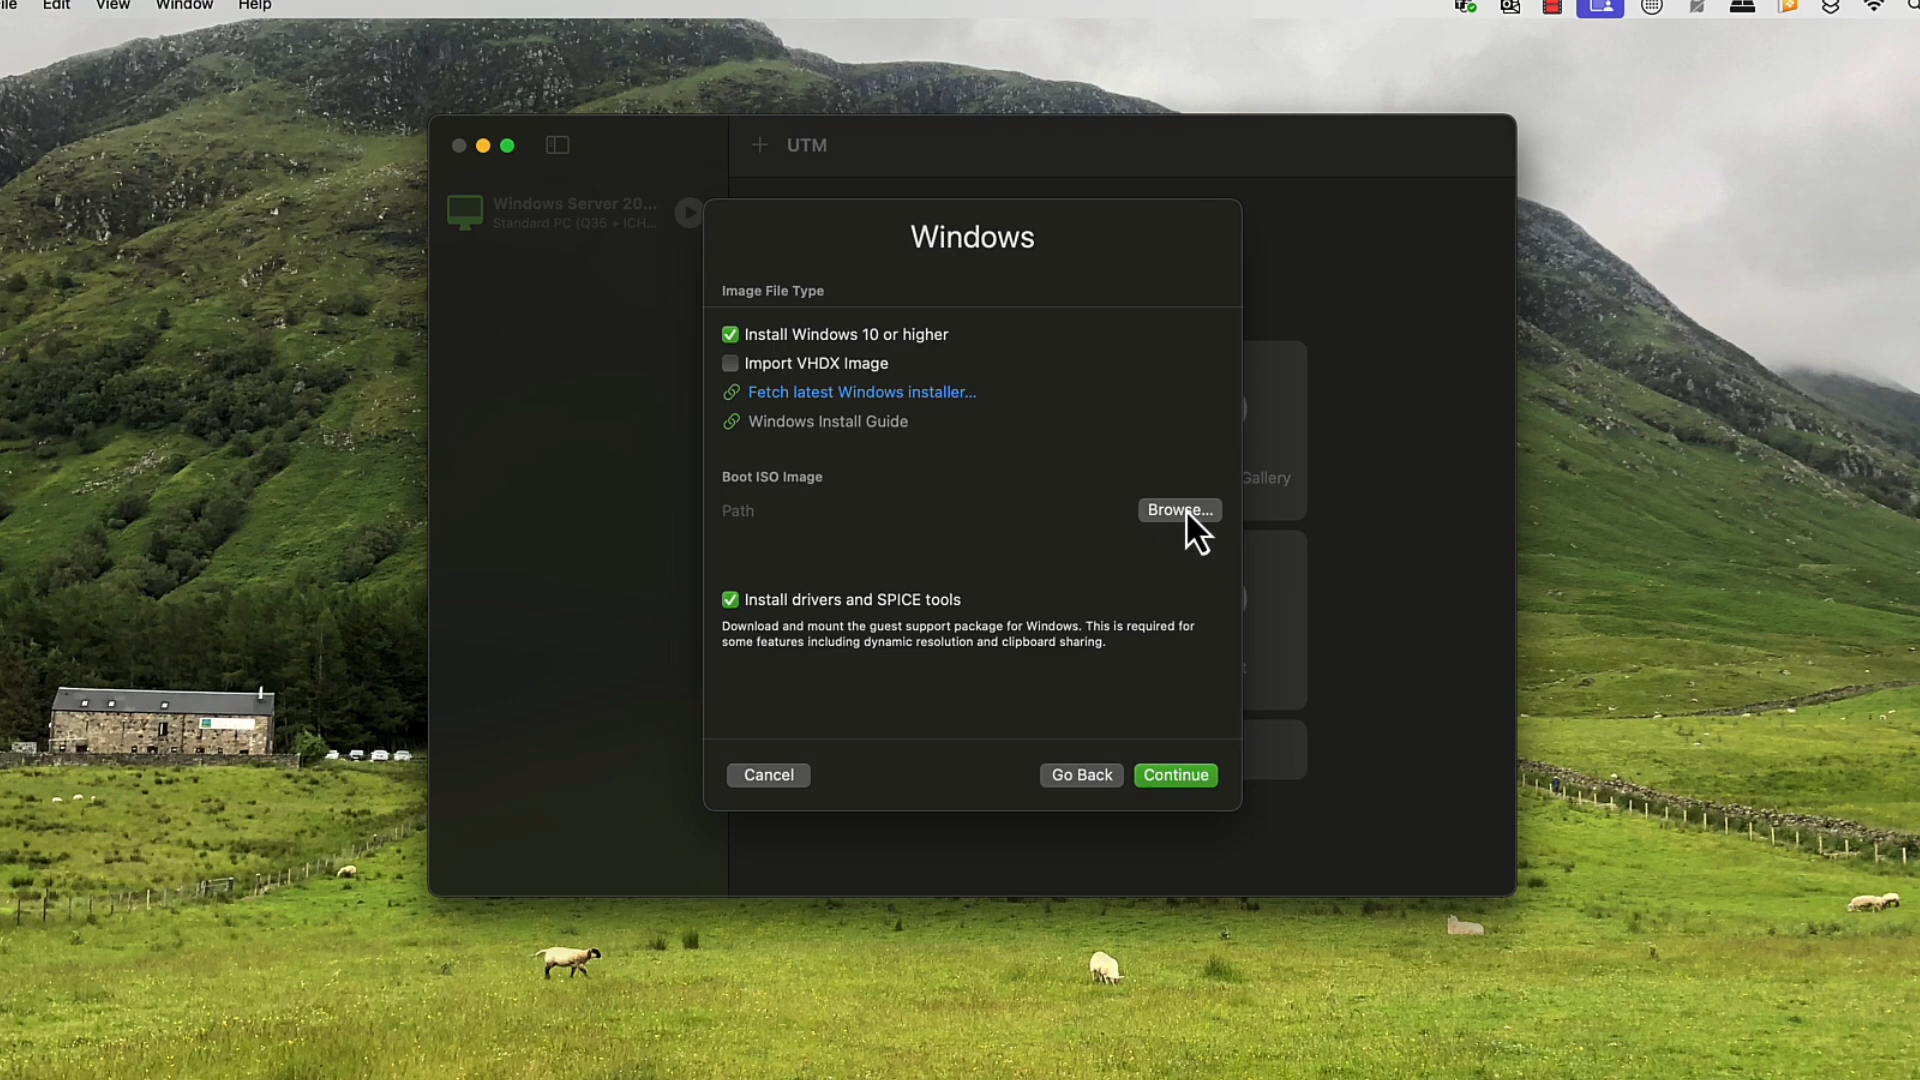 Edit View Window Help
UTM
Windows Server 20...
Standard PC (Q35 + ICH...
Windows
Image File Type
Install Windows 10 or higher
Import VHDX Image
Fetch latest Windows installer...
Windows Install Guide
Gallery
Boot ISO Image
Path
Browse...
Install drivers and SPICE tools
Download and mount the guest support package for Windows. This is required for
some features including dynamic resolution and clipboard sharing.
Cancel
Go Back
Continue